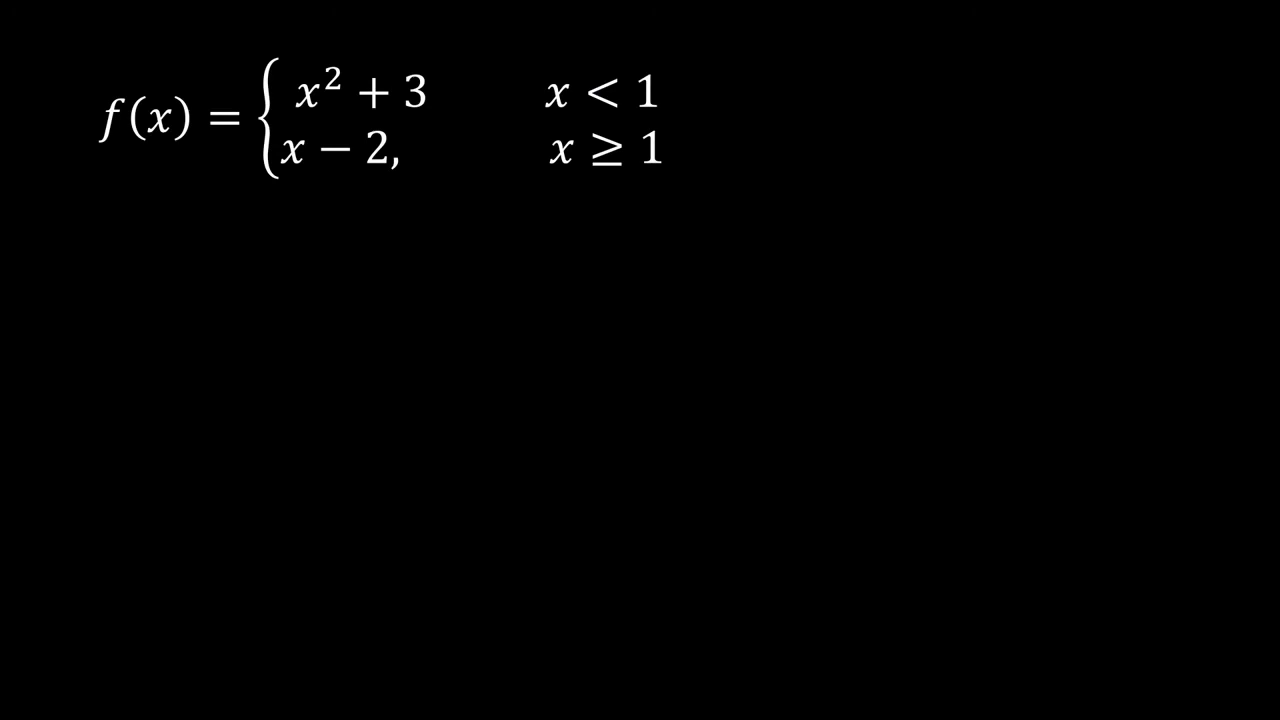 f(x) = { x² + 3 x < 1
x − 2, x ≥ 1